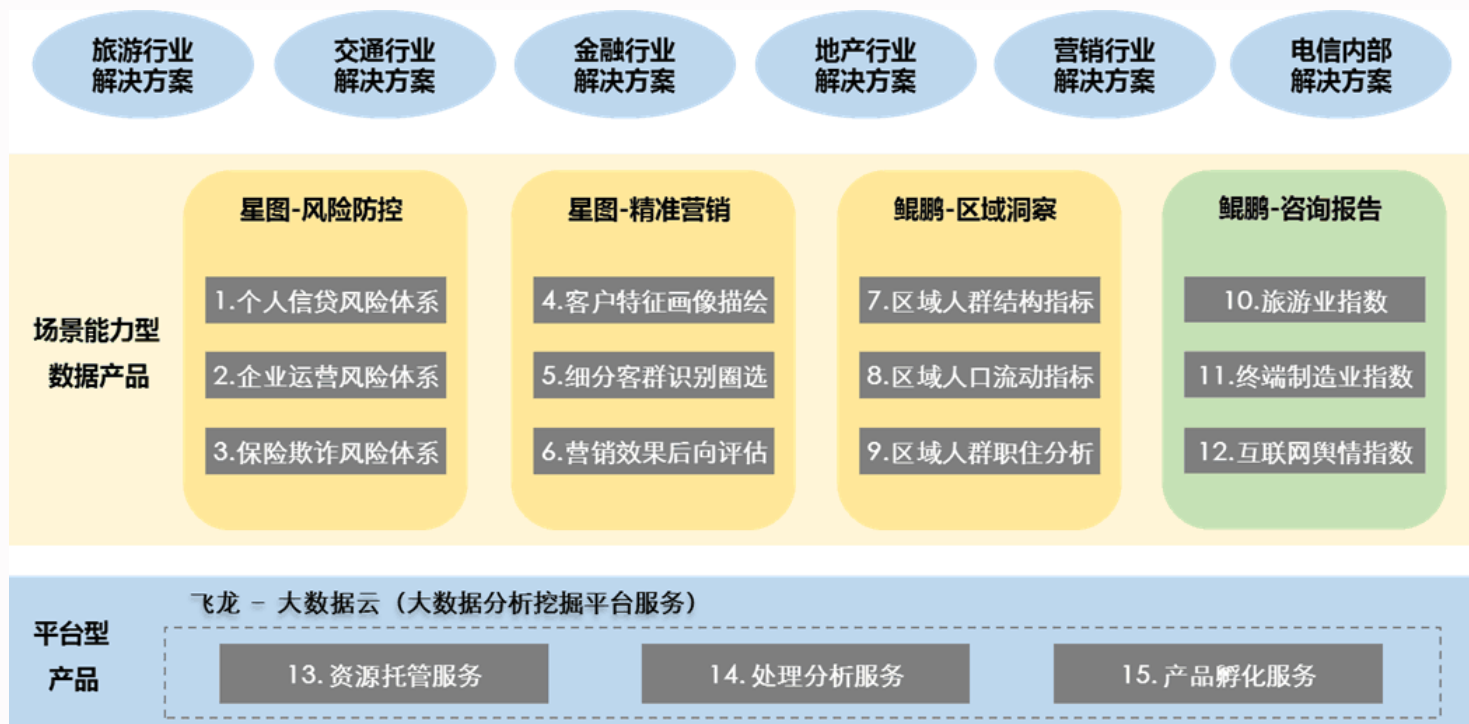 旅游行业
解决方案
交通行业
解决方案
金融行业
解决方案
地产行业
解决方案
营销行业
解决方案
电信内部
解决方案
场景能力型
数据产品
星图-风险防控
1.个人信贷风险体系
2.企业运营风险体系
3.保险欺诈风险体系
星图-精准营销
4.客户特征画像描绘
5.细分客群识别圈选
6.营销效果后向评估
鲲鹏-区域洞察
7.区域人群结构指标
8.区域人口流动指标
9.区域人群职住分析
鲲鹏-咨询报告
10.旅游业指数
11.终端制造业指数
12.互联网舆情指数
平台型
产品
飞龙 - 大数据云（大数据分析挖掘平台服务）
13. 资源托管服务
14. 处理分析服务
15. 产品孵化服务